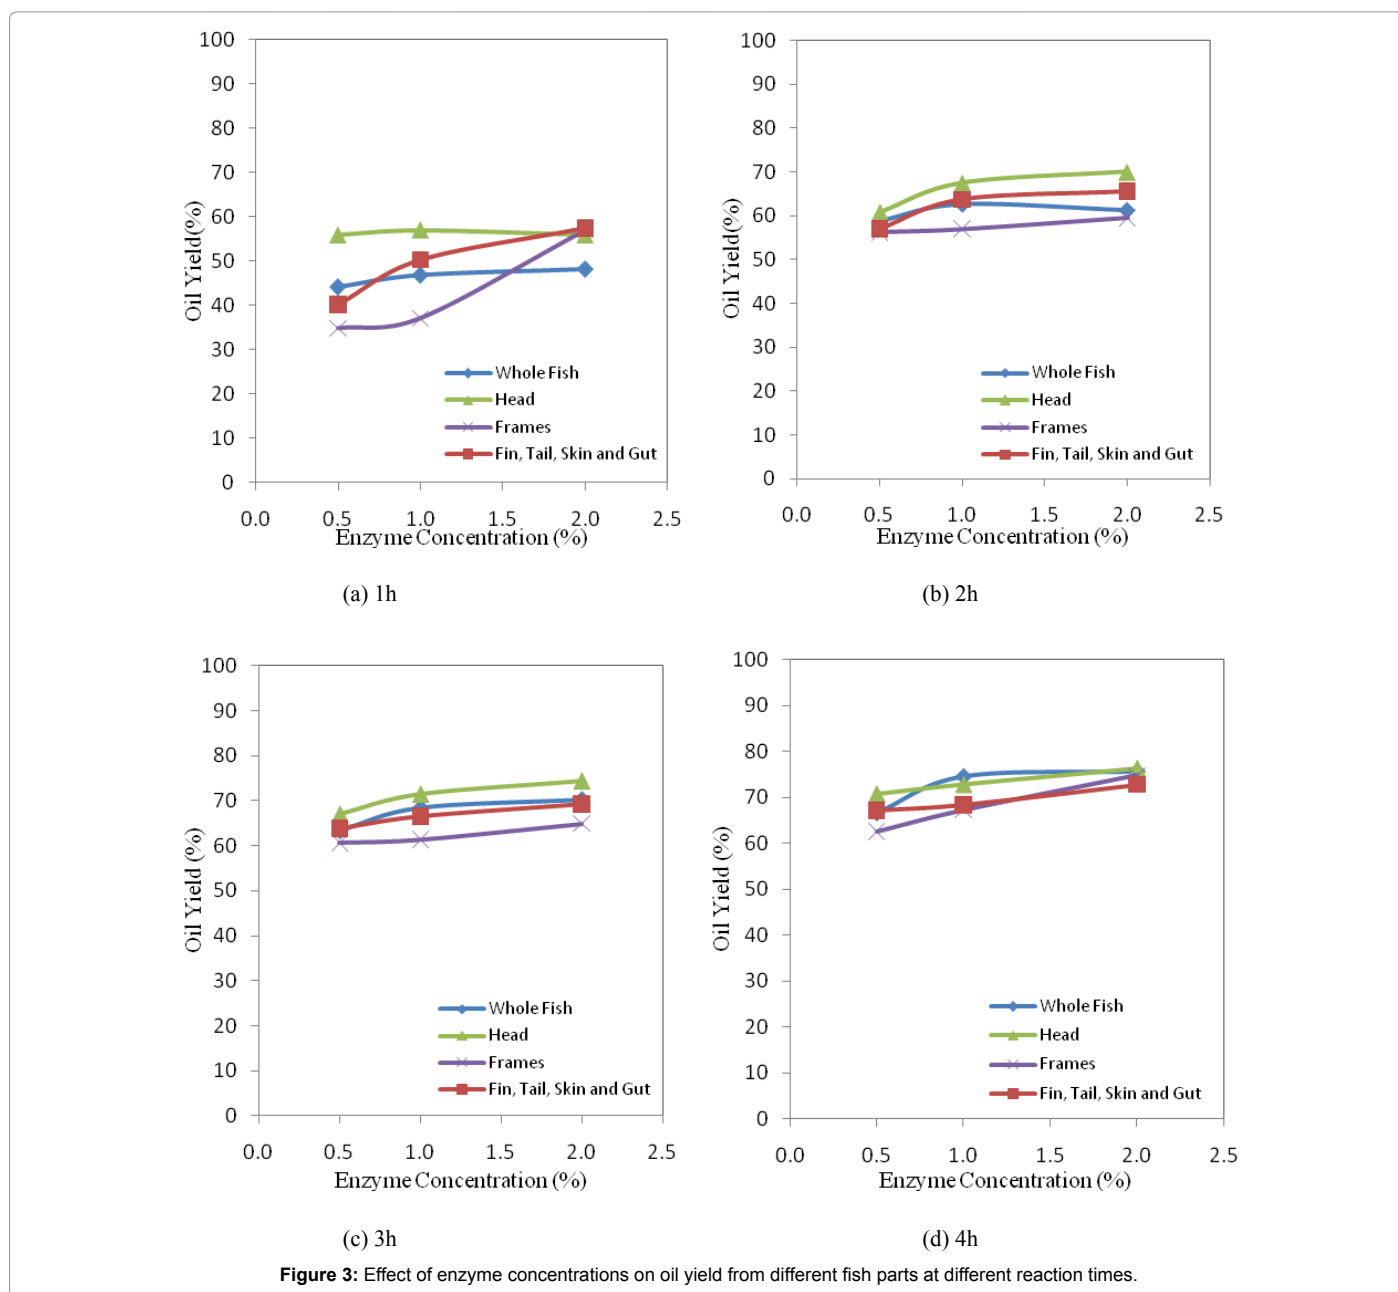 100
90
80
70
60
50
40
30
20
10
0
Oil Yield(%)
0.0 0.5 1.0 1.5 2.0 2.5
Enzyme Concentration (%)
Whole Fish
Head
Frames
Fin, Tail, Skin and Gut
(a) 1h
100
90
80
70
60
50
40
30
20
10
0
Oil Yield(%)
0.0 0.5 1.0 1.5 2.0 2.5
Enzyme Concentration (%)
Whole Fish
Head
Frames
Fin, Tail, Skin and Gut
(b) 2h
100
90
80
70
60
50
40
30
20
10
0
Oil Yield (%)
0.0 0.5 1.0 1.5 2.0 2.5
Enzyme Concentration (%)
Whole Fish
Head
Frames
Fin, Tail, Skin and Gut
(c) 3h
100
90
80
70
60
50
40
30
20
10
0
Oil Yield (%)
0.0 0.5 1.0 1.5 2.0 2.5
Enzyme Concentration (%)
Whole Fish
Head
Frames
Fin, Tail, Skin and Gut
(d) 4h
Figure 3: Effect of enzyme concentrations on oil yield from different fish parts at different reaction times.